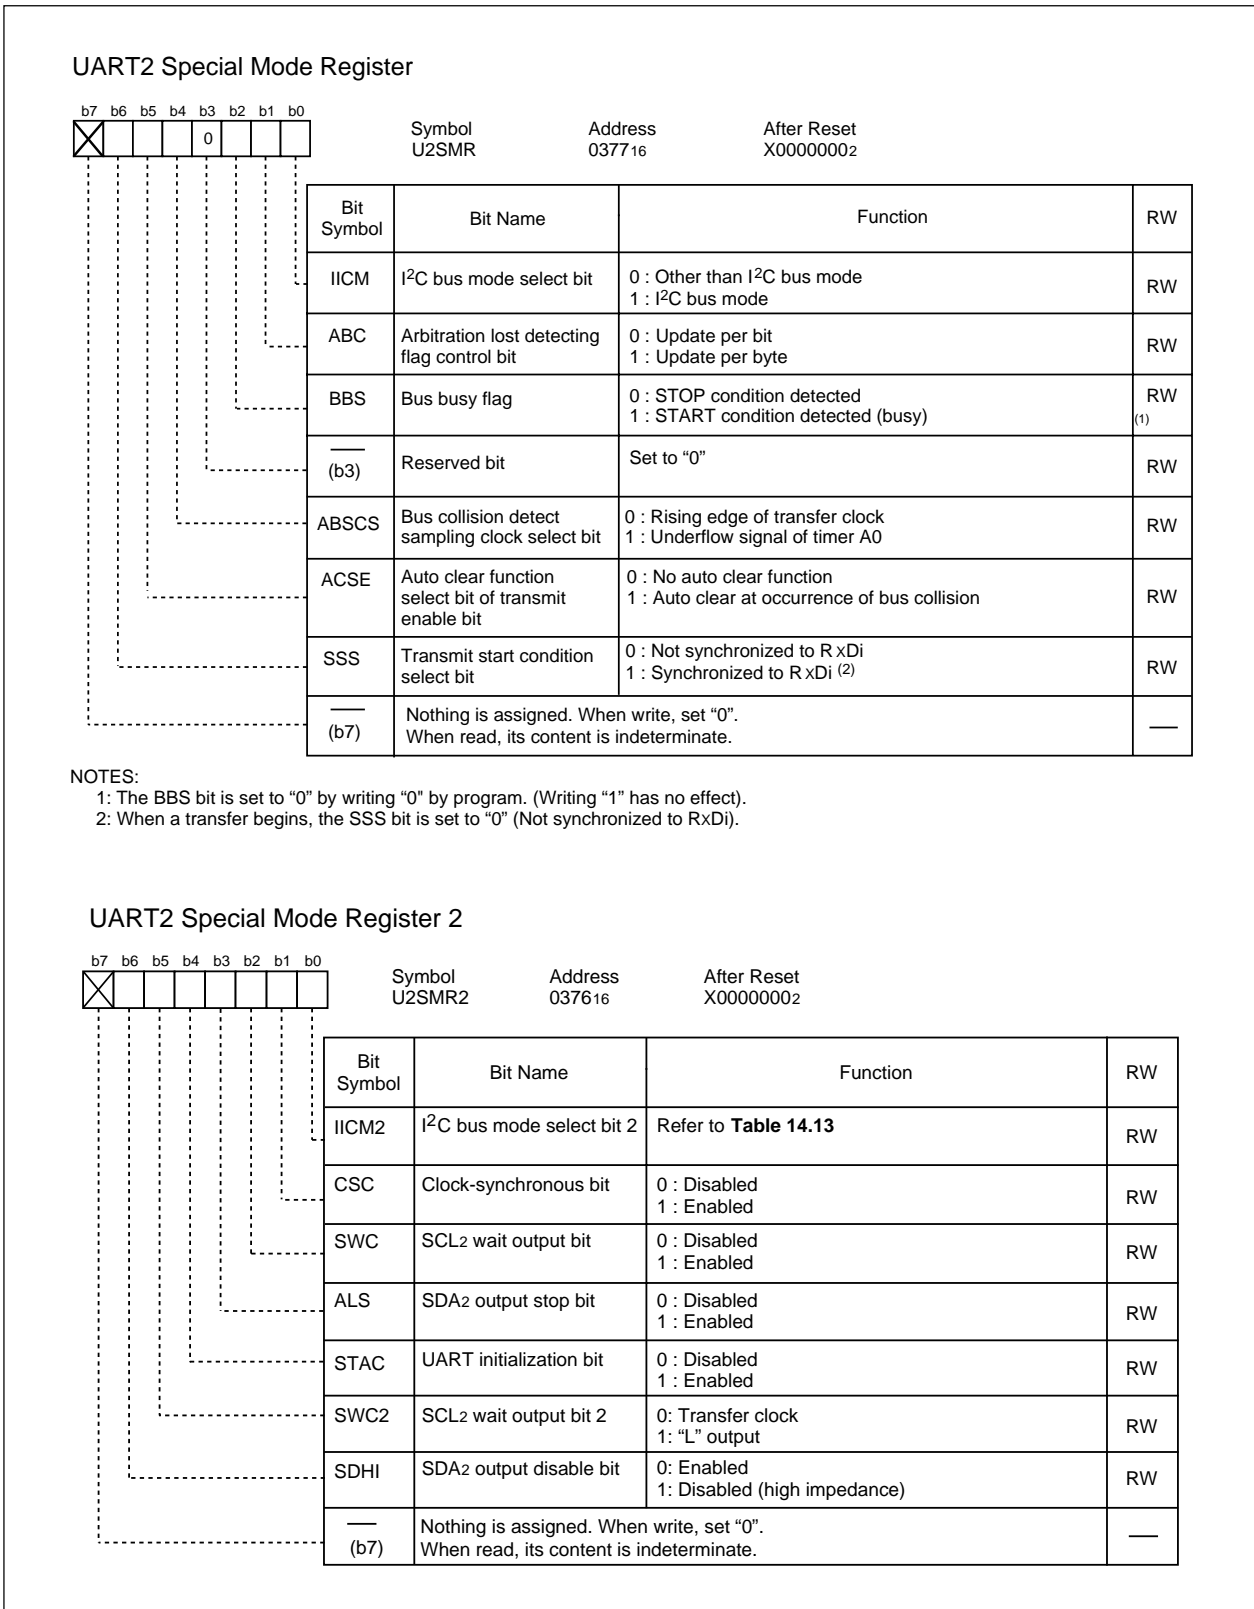 UART2 Special Mode Register
b7 b6 b5 b4 b3 b2 b1 b0
0
Symbol Address After Reset
U2SMR 037716 X00000002
Bit Symbol Bit Name Function RW
IICM I2C bus mode select bit 0 : Other than I2C bus mode
1 : I2C bus mode RW
ABC Arbitration lost detecting 0 : Update per bit
flag control bit 1 : Update per byte RW
BBS Bus busy flag 0 : STOP condition detected RW
1 : START condition detected (busy) (1)
(b3) Reserved bit Set to “0” RW
ABSCS Bus collision detect 0 : Rising edge of transfer clock
sampling clock select bit 1 : Underflow signal of timer A0 RW
ACSE Auto clear function 0 : No auto clear function
select bit of transmit 1 : Auto clear at occurrence of bus collision RW
enable bit
SSS Transmit start condition 0 : Not synchronized to RXDi
select bit 1 : Synchronized to RXDi (2) RW
(b7) Nothing is assigned. When write, set “0”.
When read, its content is indeterminate.
NOTES:
1: The BBS bit is set to “0” by writing “0" by program. (Writing “1” has no effect).
2: When a transfer begins, the SSS bit is set to “0” (Not synchronized to RXDi).
UART2 Special Mode Register 2
b7 b6 b5 b4 b3 b2 b1 b0
Symbol Address After Reset
U2SMR2 037616 X00000002
Bit Symbol Bit Name Function RW
IICM2 I2C bus mode select bit 2 Refer to Table 14.13 RW
CSC Clock-synchronous bit 0 : Disabled
1 : Enabled RW
SWC SCL2 wait output bit 0 : Disabled
1 : Enabled RW
ALS SDA2 output stop bit 0 : Disabled
1 : Enabled RW
STAC UART initialization bit 0 : Disabled
1 : Enabled RW
SWC2 SCL2 wait output bit 2 0: Transfer clock
1: “L” output RW
SDHI SDA2 output disable bit 0: Enabled
1: Disabled (high impedance) RW
(b7) Nothing is assigned. When write, set “0”.
When read, its content is indeterminate.